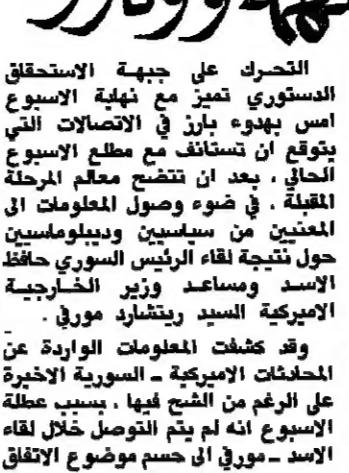 التحرك على جبهة الاستحقاق
الدستوري تميز مع نهاية الاسبوع
امس بهدوء بارز في الاتصالات التي
يتوقع ان تستانف مع مطلع الاسبوع
الحالي ، بعد ان تتضح معالم المرحلة
المقبلة ، في ضوء وصول المعلومات الى
المعنيين من سياسيين وديبلوماسيين
حول نتيجة لقاء الرئيس السوري حافظ
الاسد ومساعد وزير الخارجية
الاميركية السيد ريتشارد مورفي .
وقد كشفت المعلومات الواردة عن
المحادثات الاميركية ـ السورية الاخيرة
على الرغم من الشح فيها ، بسبب عطلة
الاسبوع انه لم يتم التوصل خلال لقاء
الاسد ـ مورفي الى حسم موضوع الاتفاق